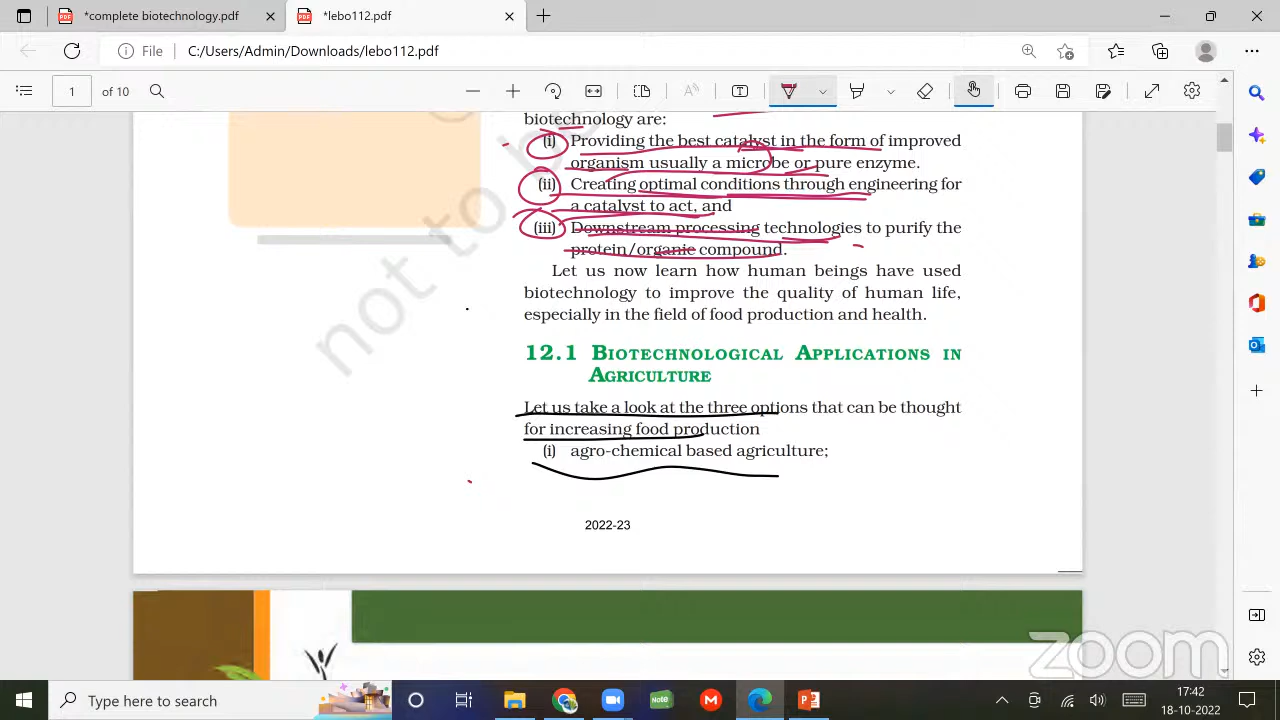 *complete biotechnology.pdf
*lebo112.pdf
File
C:/Users/Admin/Downloads/lebo112.pdf
1 of 10
biotechnology are:
(i) Providing the best catalyst in the form of improved
organism usually a microbe or pure enzyme.
(ii) Creating optimal conditions through engineering for
a catalyst to act, and
(iii) Downstream processing technologies to purify the
protein/organic compound.
Let us now learn how human beings have used
biotechnology to improve the quality of human life,
especially in the field of food production and health.
not to be
12.1 BIOTECHNOLOGICAL APPLICATIONS IN
AGRICULTURE
Let us take a look at the three options that can be thought
for increasing food production
(i) agro-chemical based agriculture;
2022-23
zoom
Type here to search
Note
17:42
18-10-2022